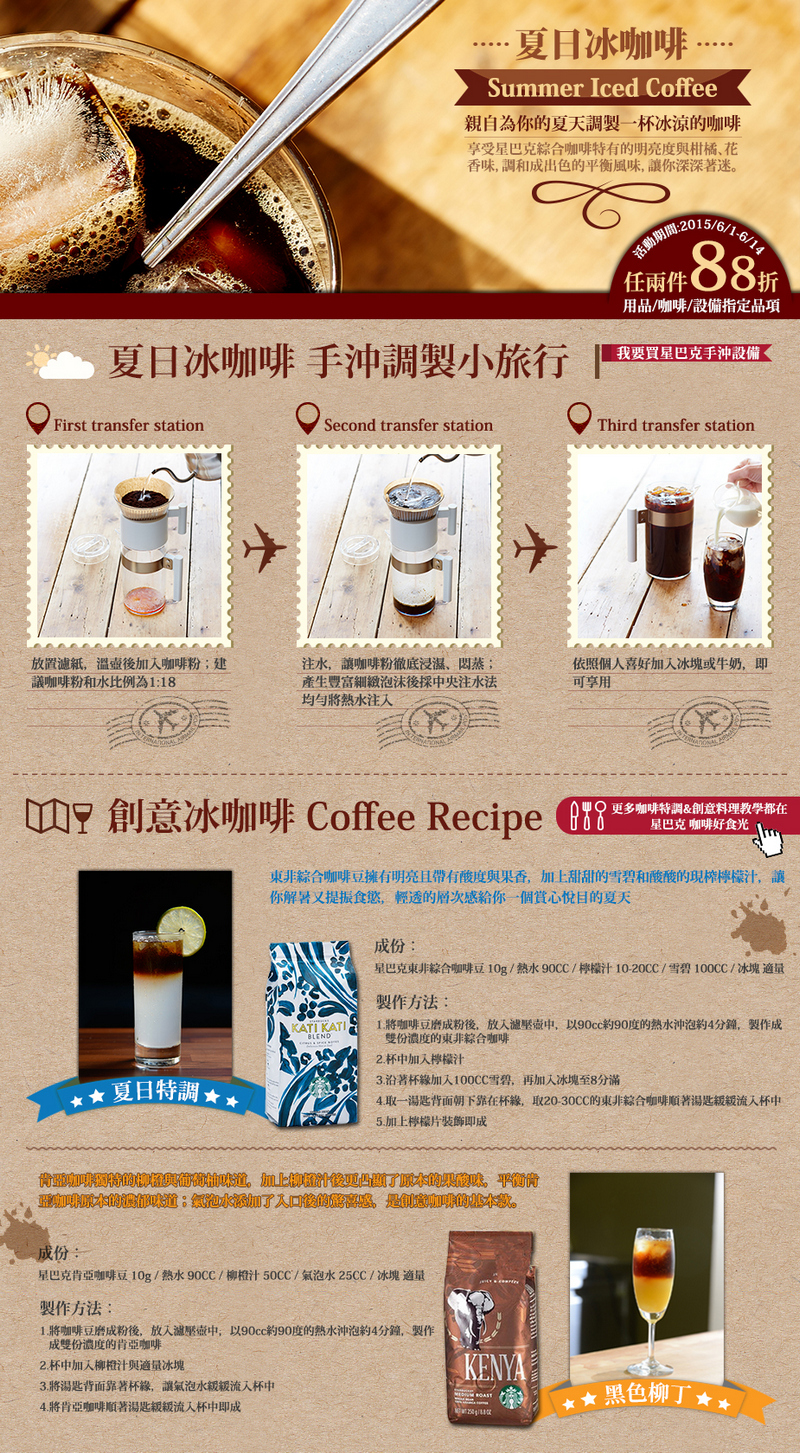 夏日冰咖啡
Summer Iced Coffee
親自為你的夏天調製一杯冰涼的咖啡
享受星巴克綜合咖啡特有的明亮度與柑橘、花
香味,調和成出色的平衡風味,讓你深深著迷。
活動期間:2015/6/1-6/14
任兩件88折
用品/咖啡/設備指定品項
夏日冰咖啡 手沖調製小旅行
我要買星巴克手沖設備
First transfer station
Second transfer station
Third transfer station
放置濾紙，溫壺後加入咖啡粉；建
議咖啡粉和水比例為1:18
注水，讓咖啡粉徹底浸濕、悶蒸；
產生豐富細緻泡沫後採中央注水法
均勻將熱水注入
依照個人喜好加入冰塊或牛奶，即
可享用
INTERNATIONAL AIRMAIL
INTERNATIONAL AIRMAIL
INTERNATIONAL AIRMAIL
創意冰咖啡 Coffee Recipe
更多咖啡特調&創意料理教學都在
星巴克 咖啡好食光
東非綜合咖啡豆擁有明亮且帶有酸度與果香，加上甜甜的雪碧和酸酸的現榨檸檬汁，讓
你解暑又提振食慾，輕透的層次感給你一個賞心悅目的夏天
成份：
星巴克東非綜合咖啡豆 10g / 熱水 90CC / 檸檬汁 10-20CC / 雪碧 100CC / 冰塊 適量
製作方法：
1.將咖啡豆磨成粉後，放入濾壓壺中，以90cc約90度的熱水沖泡約4分鐘，製作成
雙份濃度的東非綜合咖啡
2.杯中加入檸檬汁
3.沿著杯緣加入100CC雪碧，再加入冰塊至8分滿
4.取一湯匙背面朝下靠在杯緣，取20-30CC的東非綜合咖啡順著湯匙緩緩流入杯中
5.加上檸檬片裝飾即成
KATI KATI
BLEND
夏日特調
肯亞咖啡獨特的柳橙與葡萄柚味道，加上柳橙汁後更凸顯了原本的果酸味，平衡肯
亞咖啡原本的濃郁味道；氣泡水添加了入口後的驚喜感，是創意咖啡的基本款。
成份：
星巴克肯亞咖啡豆 10g / 熱水 90CC / 柳橙汁 50CC / 氣泡水 25CC / 冰塊 適量
製作方法：
1.將咖啡豆磨成粉後，放入濾壓壺中，以90cc約90度的熱水沖泡約4分鐘，製作
成雙份濃度的肯亞咖啡
2.杯中加入柳橙汁與適量冰塊
3.將湯匙背面靠著杯緣，讓氣泡水緩緩流入杯中
4.將肯亞咖啡順著湯匙緩緩流入杯中即成
JUICY & COMPLEX
KENYA
MEDIUM ROAST
NET WT 250 g / 8.8 OZ
黑色柳丁